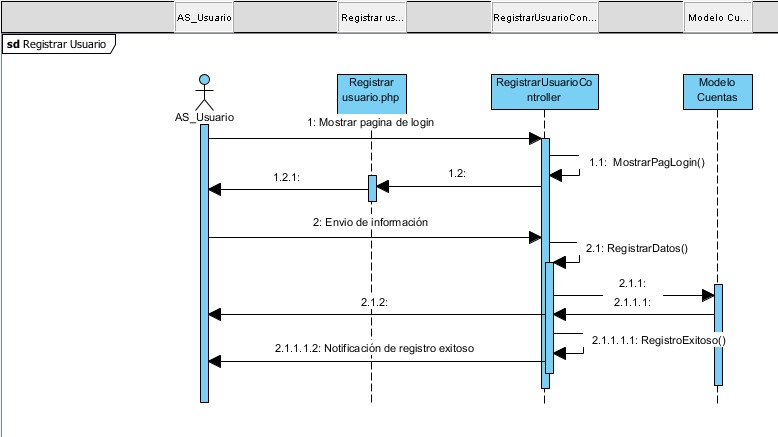 AS_Usuario
Registrar us...
RegistrarUsuarioCon...
Modelo Cu...
sd Registrar Usuario
AS_Usuario
Registrar
usuario.php
RegistrarUsuarioCo
ntroller
Modelo
Cuentas
1: Mostrar pagina de login
1.1: MostrarPagLogin()
1.2:
1.2.1:
2: Envio de información
2.1: RegistrarDatos()
2.1.1:
2.1.2:
2.1.1.1:
2.1.1.1.1: RegistroExitoso()
2.1.1.1.2: Notificación de registro exitoso